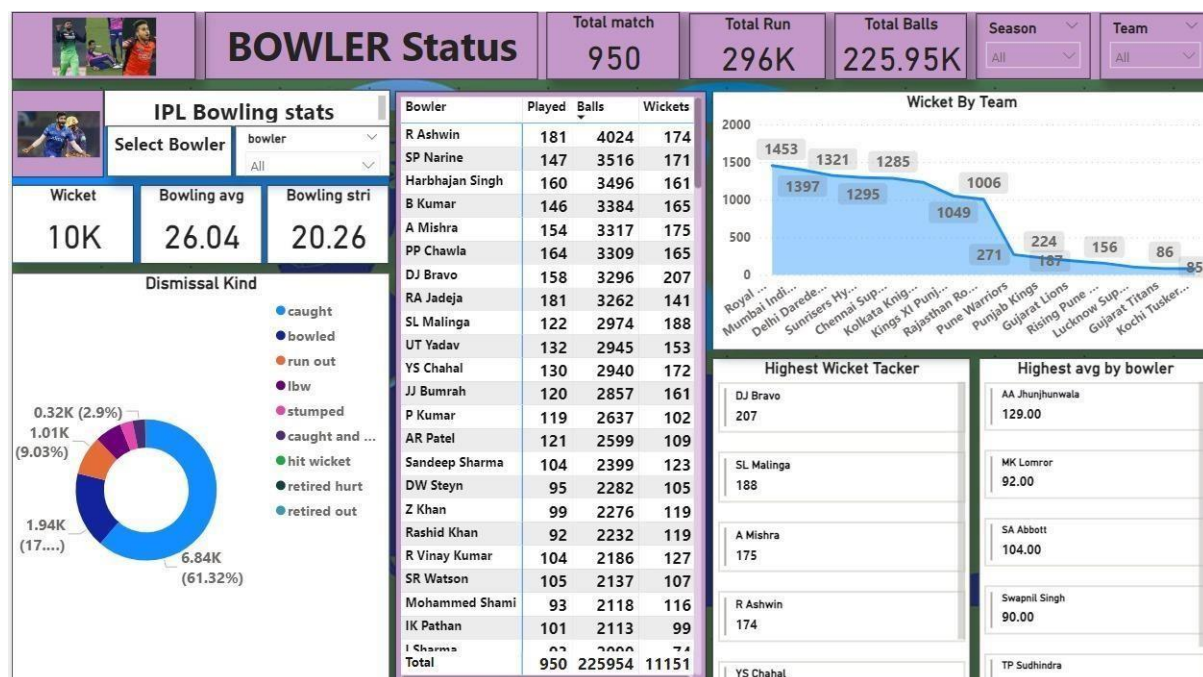 BOWLER Status
Total match
950
Total Run
296K
Total Balls
225.95K
Season
All
Team
All
IPL Bowling stats
Select Bowler
bowler
All
Wicket
10K
Bowling avg
26.04
Bowling stri
20.26
Dismissal Kind
caught
bowled
run out
lbw
stumped
caught and ...
hit wicket
retired hurt
retired out
0.32K (2.9%)
1.01K
(9.03%)
1.94K
(17....)
6.84K
(61.32%)
Bowler Played Balls Wickets
R Ashwin 181 4024 174
SP Narine 147 3516 171
Harbhajan Singh 160 3496 161
B Kumar 146 3384 165
A Mishra 154 3317 175
PP Chawla 164 3309 165
DJ Bravo 158 3296 207
RA Jadeja 181 3262 141
SL Malinga 122 2974 188
UT Yadav 132 2945 153
YS Chahal 130 2940 172
JJ Bumrah 120 2857 161
P Kumar 119 2637 102
AR Patel 121 2599 109
Sandeep Sharma 104 2399 123
DW Steyn 95 2282 105
Z Khan 99 2276 119
Rashid Khan 92 2232 119
R Vinay Kumar 104 2186 127
SR Watson 105 2137 107
Mohammed Shami 93 2118 116
IK Pathan 101 2113 99
Total 950 225954 11151
Wicket By Team
2000
1500
1000
500
0
1453
1397
1321
1295
1285
1049
1006
271
224
187
156
86
85
Royal ...
Mumbai Indi...
Delhi Darede...
Sunrisers Hy...
Chennai Sup...
Kolkata Knig...
Kings XI Punj...
Rajasthan Ro...
Pune Warriors
Punjab Kings
Gujarat Lions
Rising Pune ...
Lucknow Sup...
Gujarat Titans
Kochi Tusker...
Highest Wicket Tacker
DJ Bravo
207
SL Malinga
188
A Mishra
175
R Ashwin
174
YS Chahal
Highest avg by bowler
AA Jhunjhunwala
129.00
MK Lomror
92.00
SA Abbott
104.00
Swapnil Singh
90.00
TP Sudhindra